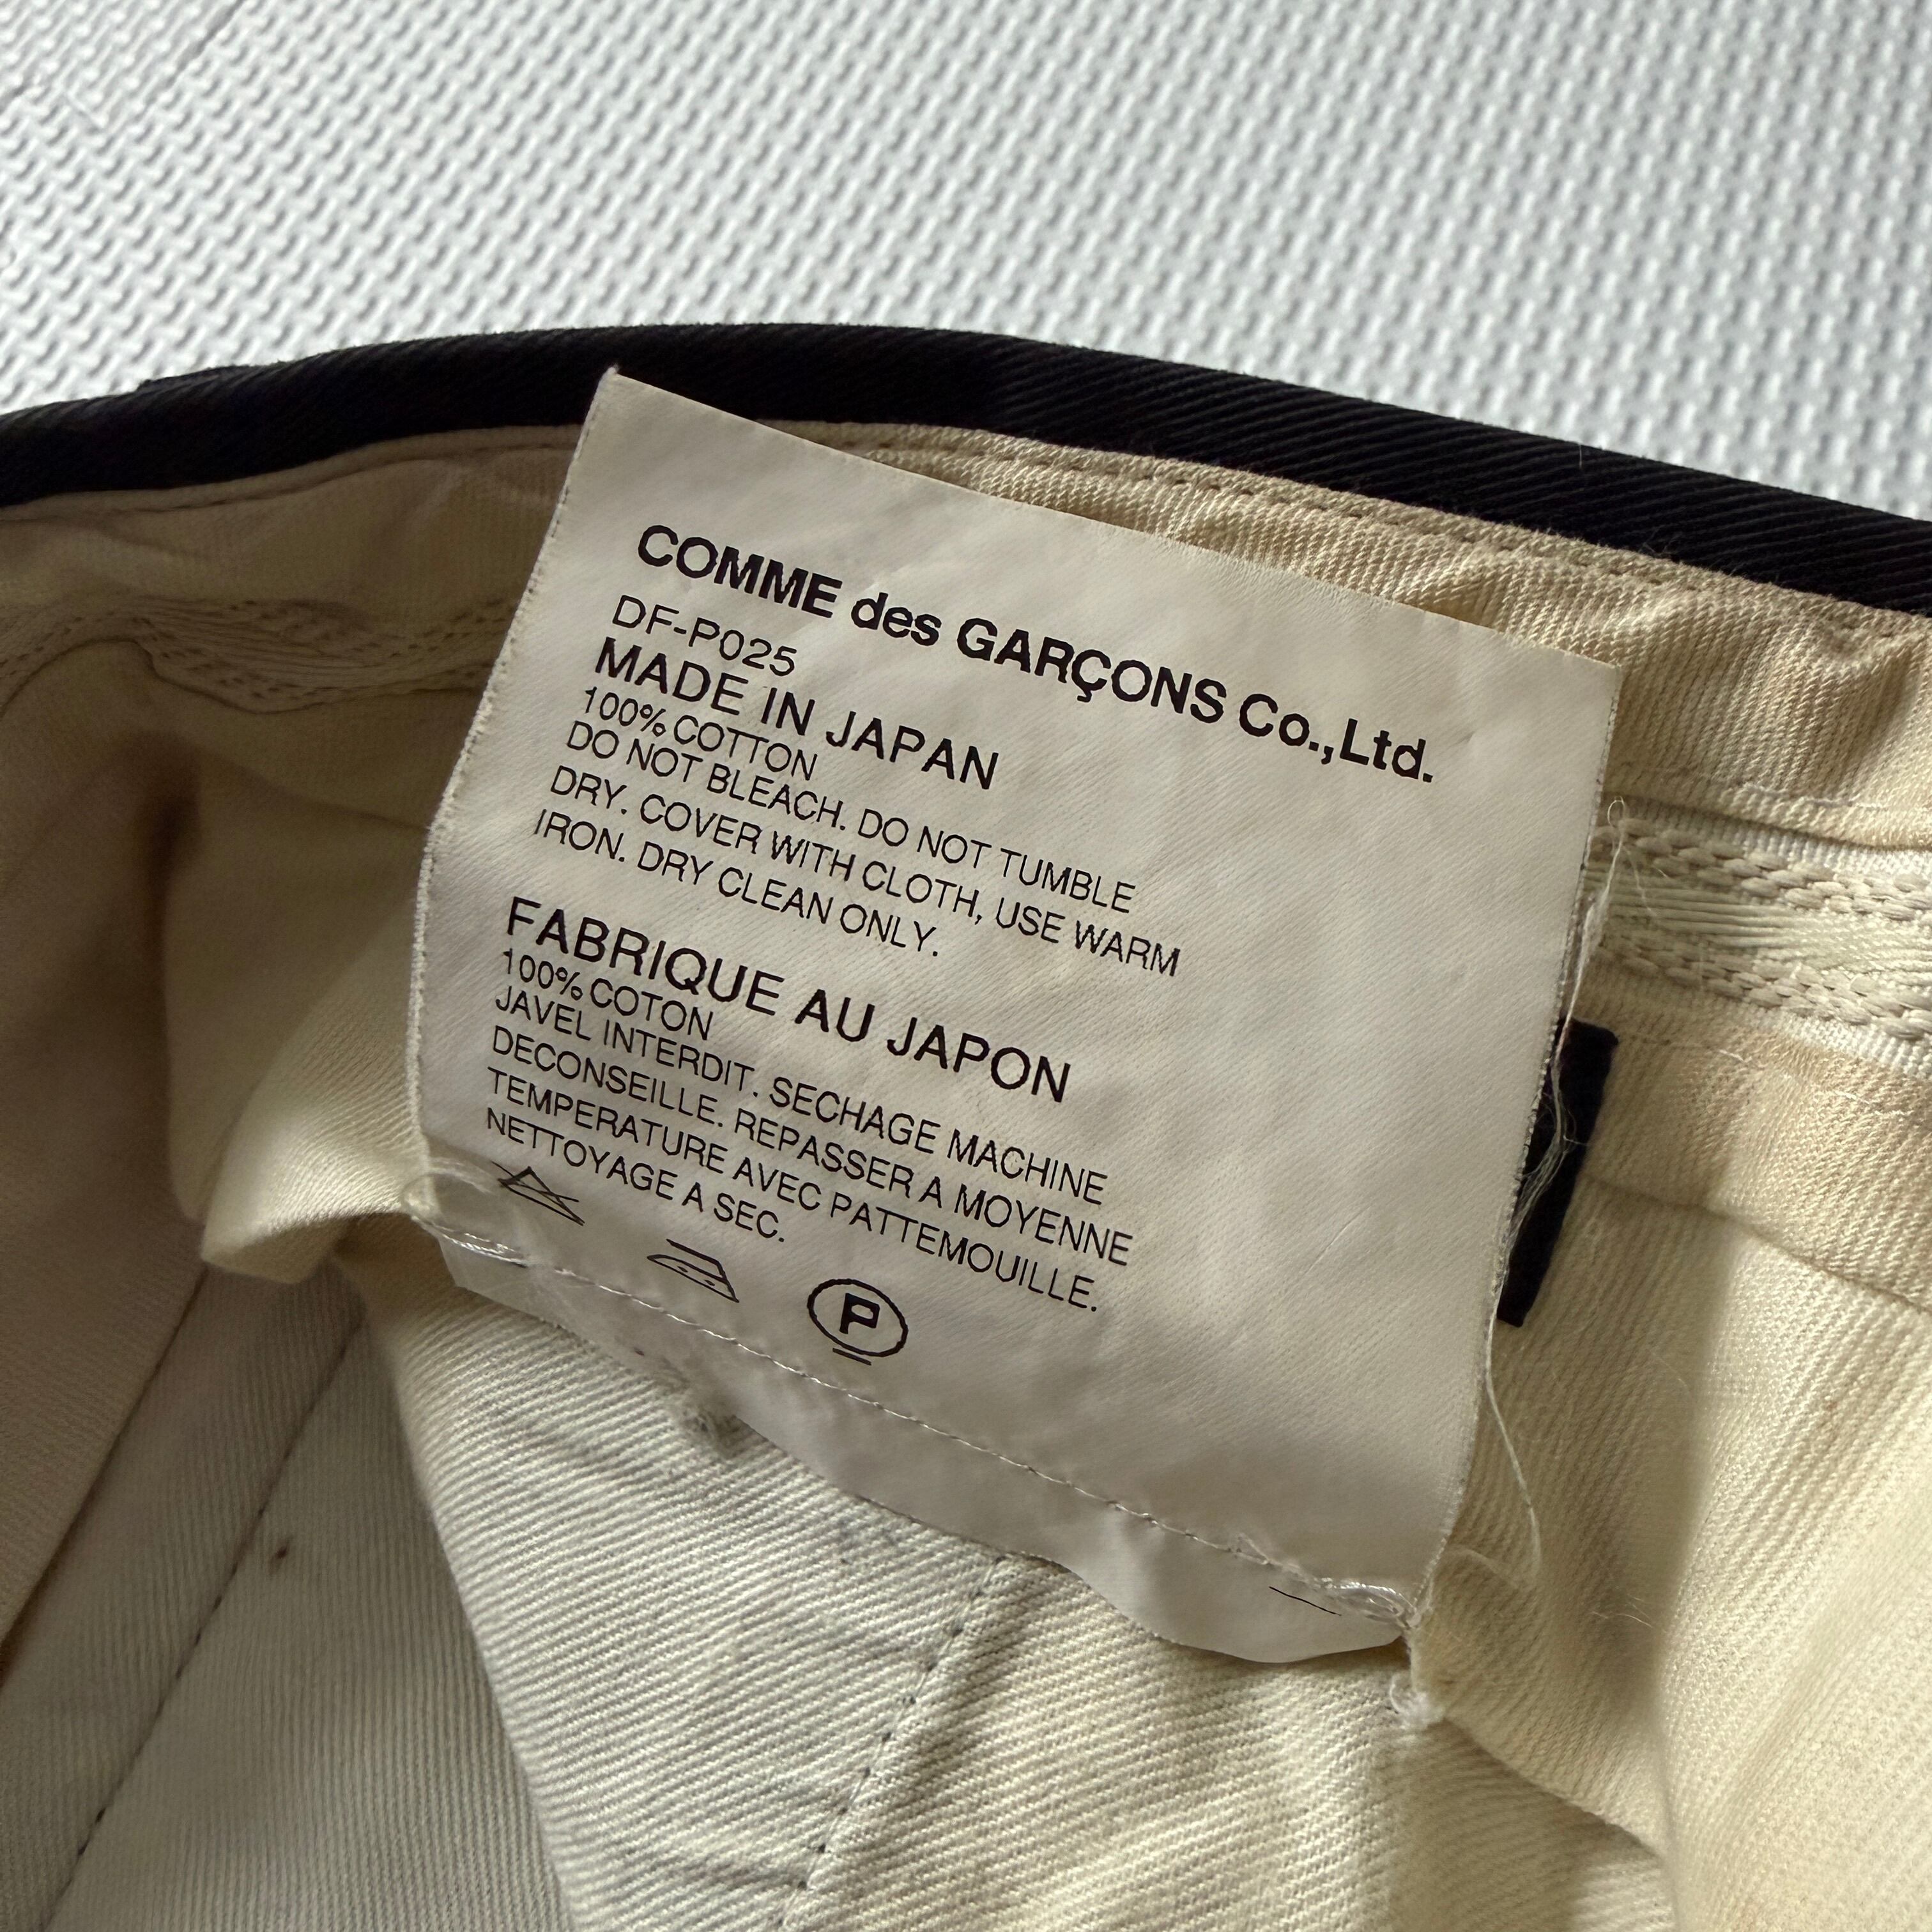 COMME des GARÇONS Co.,Ltd.
DF-P025
MADE IN JAPAN
100% COTTON
DO NOT BLEACH. DO NOT TUMBLE
DRY. COVER WITH CLOTH, USE WARM
IRON. DRY CLEAN ONLY.
FABRIQUE AU JAPON
100% COTON
JAVEL INTERDIT. SECHAGE MACHINE
DECONSEILLE. REPASSER A MOYENNE
TEMPERATURE AVEC PATTEMOUILLE.
NETTOYAGE A SEC.
P